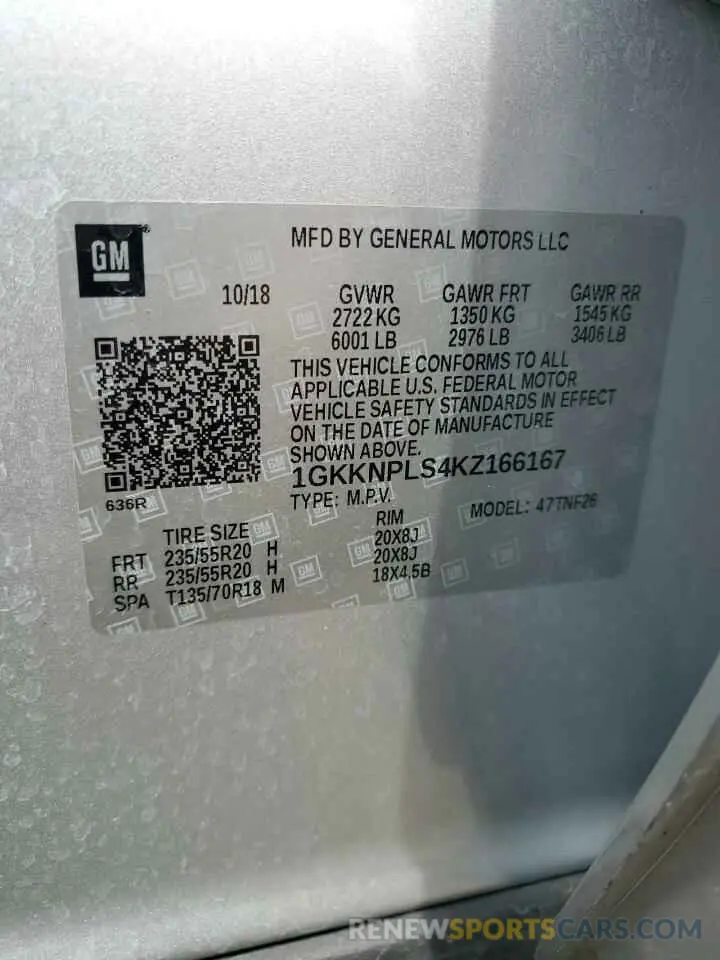 GM
MFD BY GENERAL MOTORS LLC
10/18 GVWR GAWR FRT GAWR RR
2722 KG 1350 KG 1545 KG
6001 LB 2976 LB 3406 LB
THIS VEHICLE CONFORMS TO ALL
APPLICABLE U.S. FEDERAL MOTOR
VEHICLE SAFETY STANDARDS IN EFFECT
ON THE DATE OF MANUFACTURE
SHOWN ABOVE.
1GKKNPLS4KZ166167
636R
TYPE: M.P.V. MODEL: 47TNF26
TIRE SIZE RIM
FRT 235/55R20 H 20X8J
RR 235/55R20 H 20X8J
SPA T135/70R18 M 18X4.5B
RENEWSPORTSCARS.COM